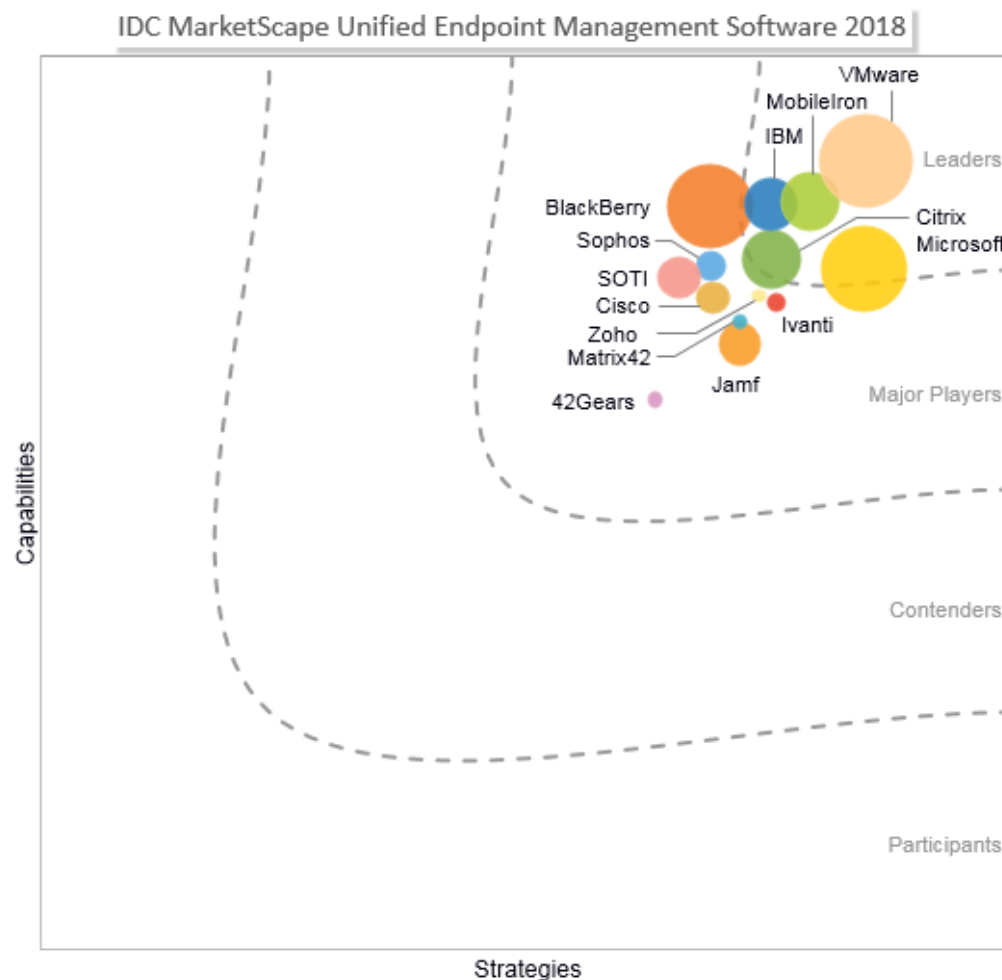 IDC MarketScape Unified Endpoint Management Software 2018
VMware
MobileIron
IBM
Leaders
BlackBerry
Citrix
Sophos
Microsoft
SOTI
Cisco
Zoho
Ivanti
Matrix42
Jamf
Major Players
42Gears
Capabilities
Contenders
Participants
Strategies